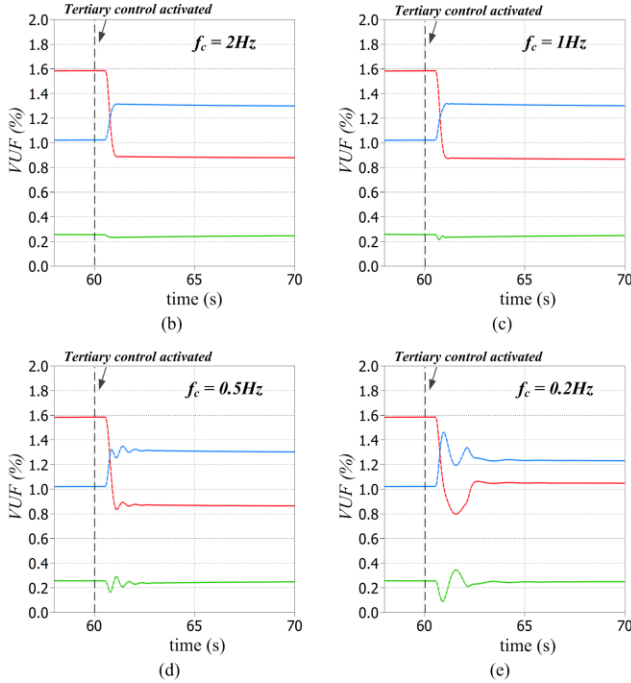 Tertiary control activated
f_c = 2Hz
VUF (%)
2.0
1.8
1.6
1.4
1.2
1.0
0.8
0.6
0.4
0.2
0.0
60 65 70
time (s)
(b)
Tertiary control activated
f_c = 1Hz
VUF (%)
2.0
1.8
1.6
1.4
1.2
1.0
0.8
0.6
0.4
0.2
0.0
60 65 70
time (s)
(c)
Tertiary control activated
f_c = 0.5Hz
VUF (%)
2.0
1.8
1.6
1.4
1.2
1.0
0.8
0.6
0.4
0.2
0.0
60 65 70
time (s)
(d)
Tertiary control activated
f_c = 0.2Hz
VUF (%)
2.0
1.8
1.6
1.4
1.2
1.0
0.8
0.6
0.4
0.2
0.0
60 65 70
time (s)
(e)